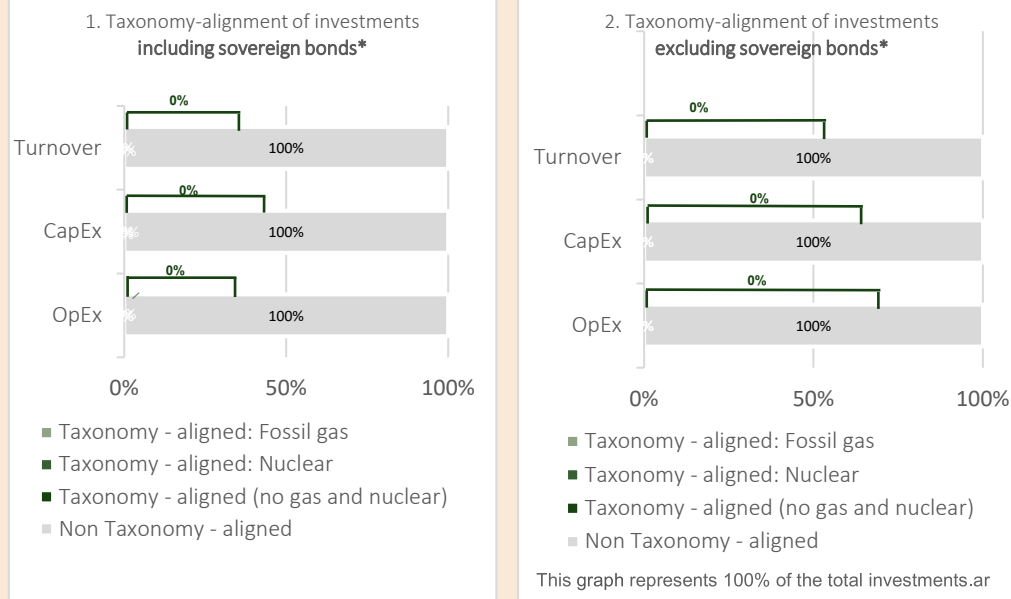 1. Taxonomy-alignment of investments
including sovereign bonds*
0%
Turnover
100%
0%
CapEx
100%
0%
OpEx
100%
0%
50%
100%
Taxonomy - aligned: Fossil gas
Taxonomy - aligned: Nuclear
Taxonomy - aligned (no gas and nuclear)
Non Taxonomy - aligned
2. Taxonomy-alignment of investments
excluding sovereign bonds*
0%
Turnover
100%
0%
CapEx
100%
0%
OpEx
100%
0%
50%
100%
Taxonomy - aligned: Fossil gas
Taxonomy - aligned: Nuclear
Taxonomy - aligned (no gas and nuclear)
Non Taxonomy - aligned
This graph represents 100% of the total investments.ar